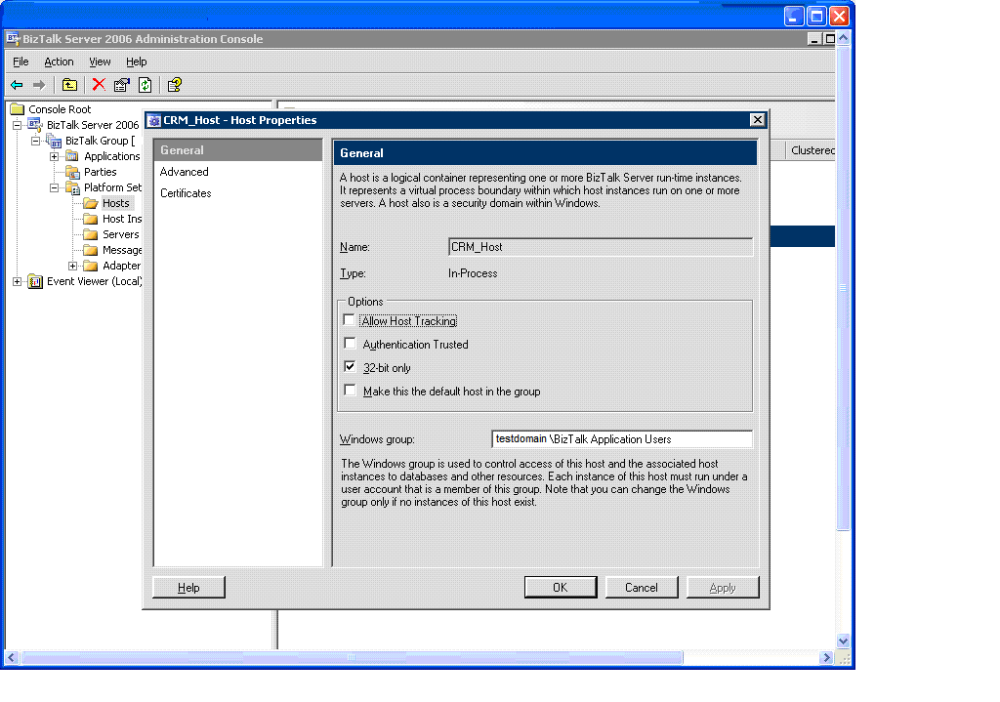 BizTalk Server 2006 Administration Console
File Action View Help
Console Root
BizTalk Server 2006
BizTalk Group [
Applications
Parties
Platform Set
Hosts
Host Ins
Servers
Message
Adapter
Event Viewer (Local)
Clustered
CRM_Host - Host Properties
General
Advanced
Certificates
General
A host is a logical container representing one or more BizTalk Server run-time instances.
It represents a virtual process boundary within which host instances run on one or more
servers. A host also is a security domain within Windows.
Name: CRM_Host
Type: In-Process
Options
Allow Host Tracking
Authentication Trusted
32-bit only
Make this the default host in the group
Windows group: testdomain \BizTalk Application Users
The Windows group is used to control access of this host and the associated host
instances to databases and other resources. Each instance of this host must run under a
user account that is a member of this group. Note that you can change the Windows
group only if no instances of this host exist.
Help OK Cancel Apply